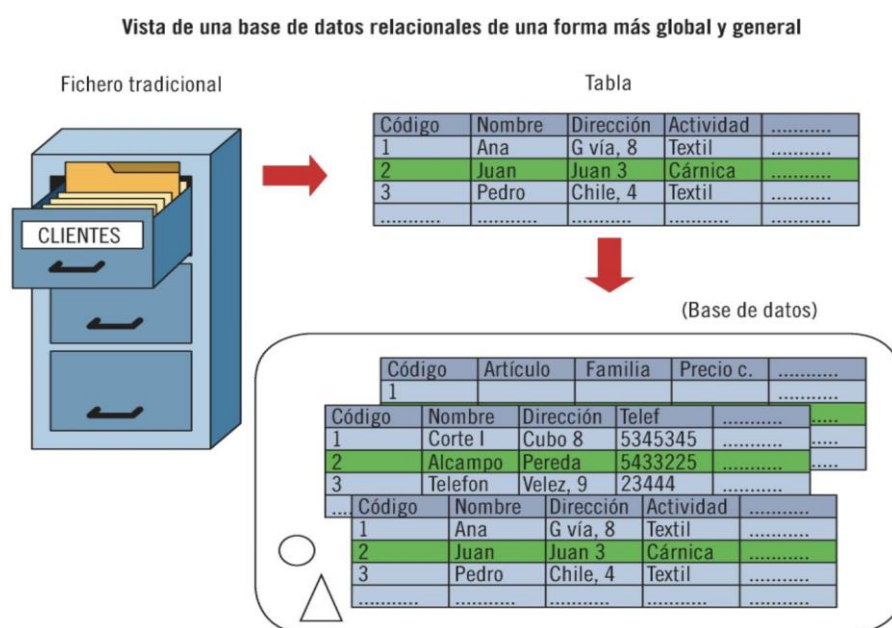 Vista de una base de datos relacionales de una forma más global y general
Fichero tradicional
Tabla
CLIENTES
Código Nombre Dirección Actividad ...........
1 Ana G vía, 8 Textil ...........
2 Juan Juan 3 Cárnica ...........
3 Pedro Chile, 4 Textil ...........
........... ........... .......... .......... ...........
(Base de datos)
Código Artículo Familia Precio c. ...........
1 ...........
Código Nombre Dirección Telef ...........
1 Corte I Cubo 8 5345345 ...........
2 Alcampo Pereda 5433225 ...........
3 Telefon Velez, 9 23444 ...........
Código Nombre Dirección Actividad ...........
1 Ana G vía, 8 Textil ...........
2 Juan Juan 3 Cárnica ...........
3 Pedro Chile, 4 Textil ...........
........... ........... .......... .......... ...........